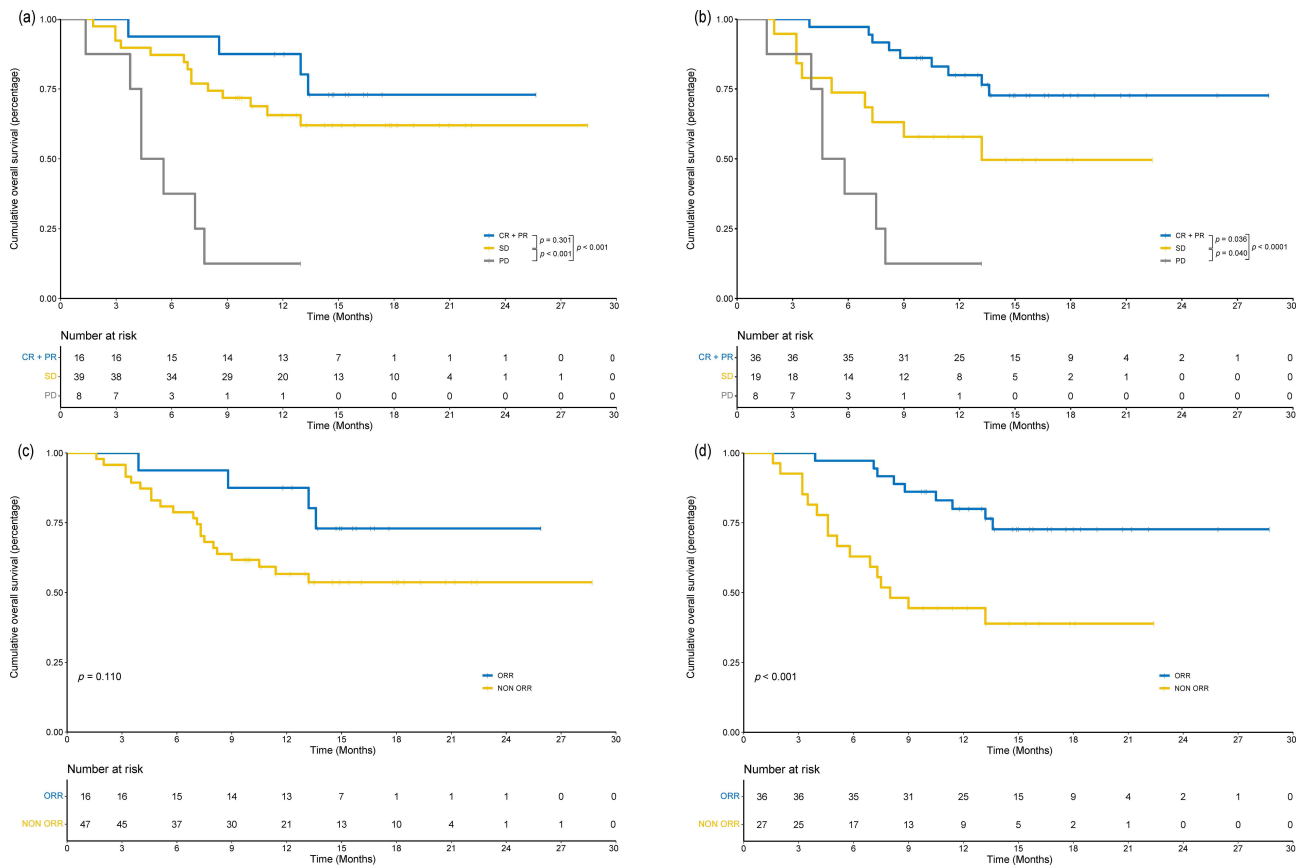 (a)
Cumulative overall survival (percentage)
1.00
0.75
0.50
0.25
0.00
0 3 6 9 12 15 18 21 24 27 30
Time (Months)
CR + PR
SD
PD
p = 0.301
p < 0.001
p < 0.001
Number at risk
CR + PR 16 16 15 14 13 7 1 1 1 0 0
SD 39 38 34 29 20 13 10 4 1 1 0
PD 8 7 3 1 1 0 0 0 0 0 0
0 3 6 9 12 15 18 21 24 27 30
Time (Months)
(b)
Cumulative overall survival (percentage)
1.00
0.75
0.50
0.25
0.00
0 3 6 9 12 15 18 21 24 27 30
Time (Months)
CR + PR
SD
PD
p = 0.036
p = 0.040
p < 0.0001
Number at risk
CR + PR 36 36 35 31 25 15 9 4 2 1 0
SD 19 18 14 12 8 5 2 1 0 0 0
PD 8 7 3 1 1 0 0 0 0 0 0
0 3 6 9 12 15 18 21 24 27 30
Time (Months)
(c)
Cumulative overall survival (percentage)
1.00
0.75
0.50
0.25
0.00
0 3 6 9 12 15 18 21 24 27 30
Time (Months)
p = 0.110
ORR
NON ORR
Number at risk
ORR 16 16 15 14 13 7 1 1 1 0 0
NON ORR 47 45 37 30 21 13 10 4 1 1 0
0 3 6 9 12 15 18 21 24 27 30
Time (Months)
(d)
Cumulative overall survival (percentage)
1.00
0.75
0.50
0.25
0.00
0 3 6 9 12 15 18 21 24 27 30
Time (Months)
p < 0.001
ORR
NON ORR
Number at risk
ORR 36 36 35 31 25 15 9 4 2 1 0
NON ORR 27 25 17 13 9 5 2 1 0 0 0
0 3 6 9 12 15 18 21 24 27 30
Time (Months)